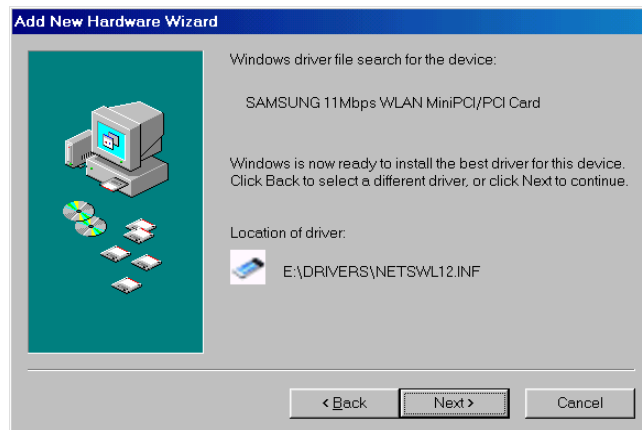 Add New Hardware Wizard
Windows driver file search for the device:
SAMSUNG 11Mbps WLAN MiniPCI/PCI Card
Windows is now ready to install the best driver for this device.
Click Back to select a different driver, or click Next to continue.
Location of driver:
E:\DRIVERS\NETSWL12.INF
< Back
Next >
Cancel